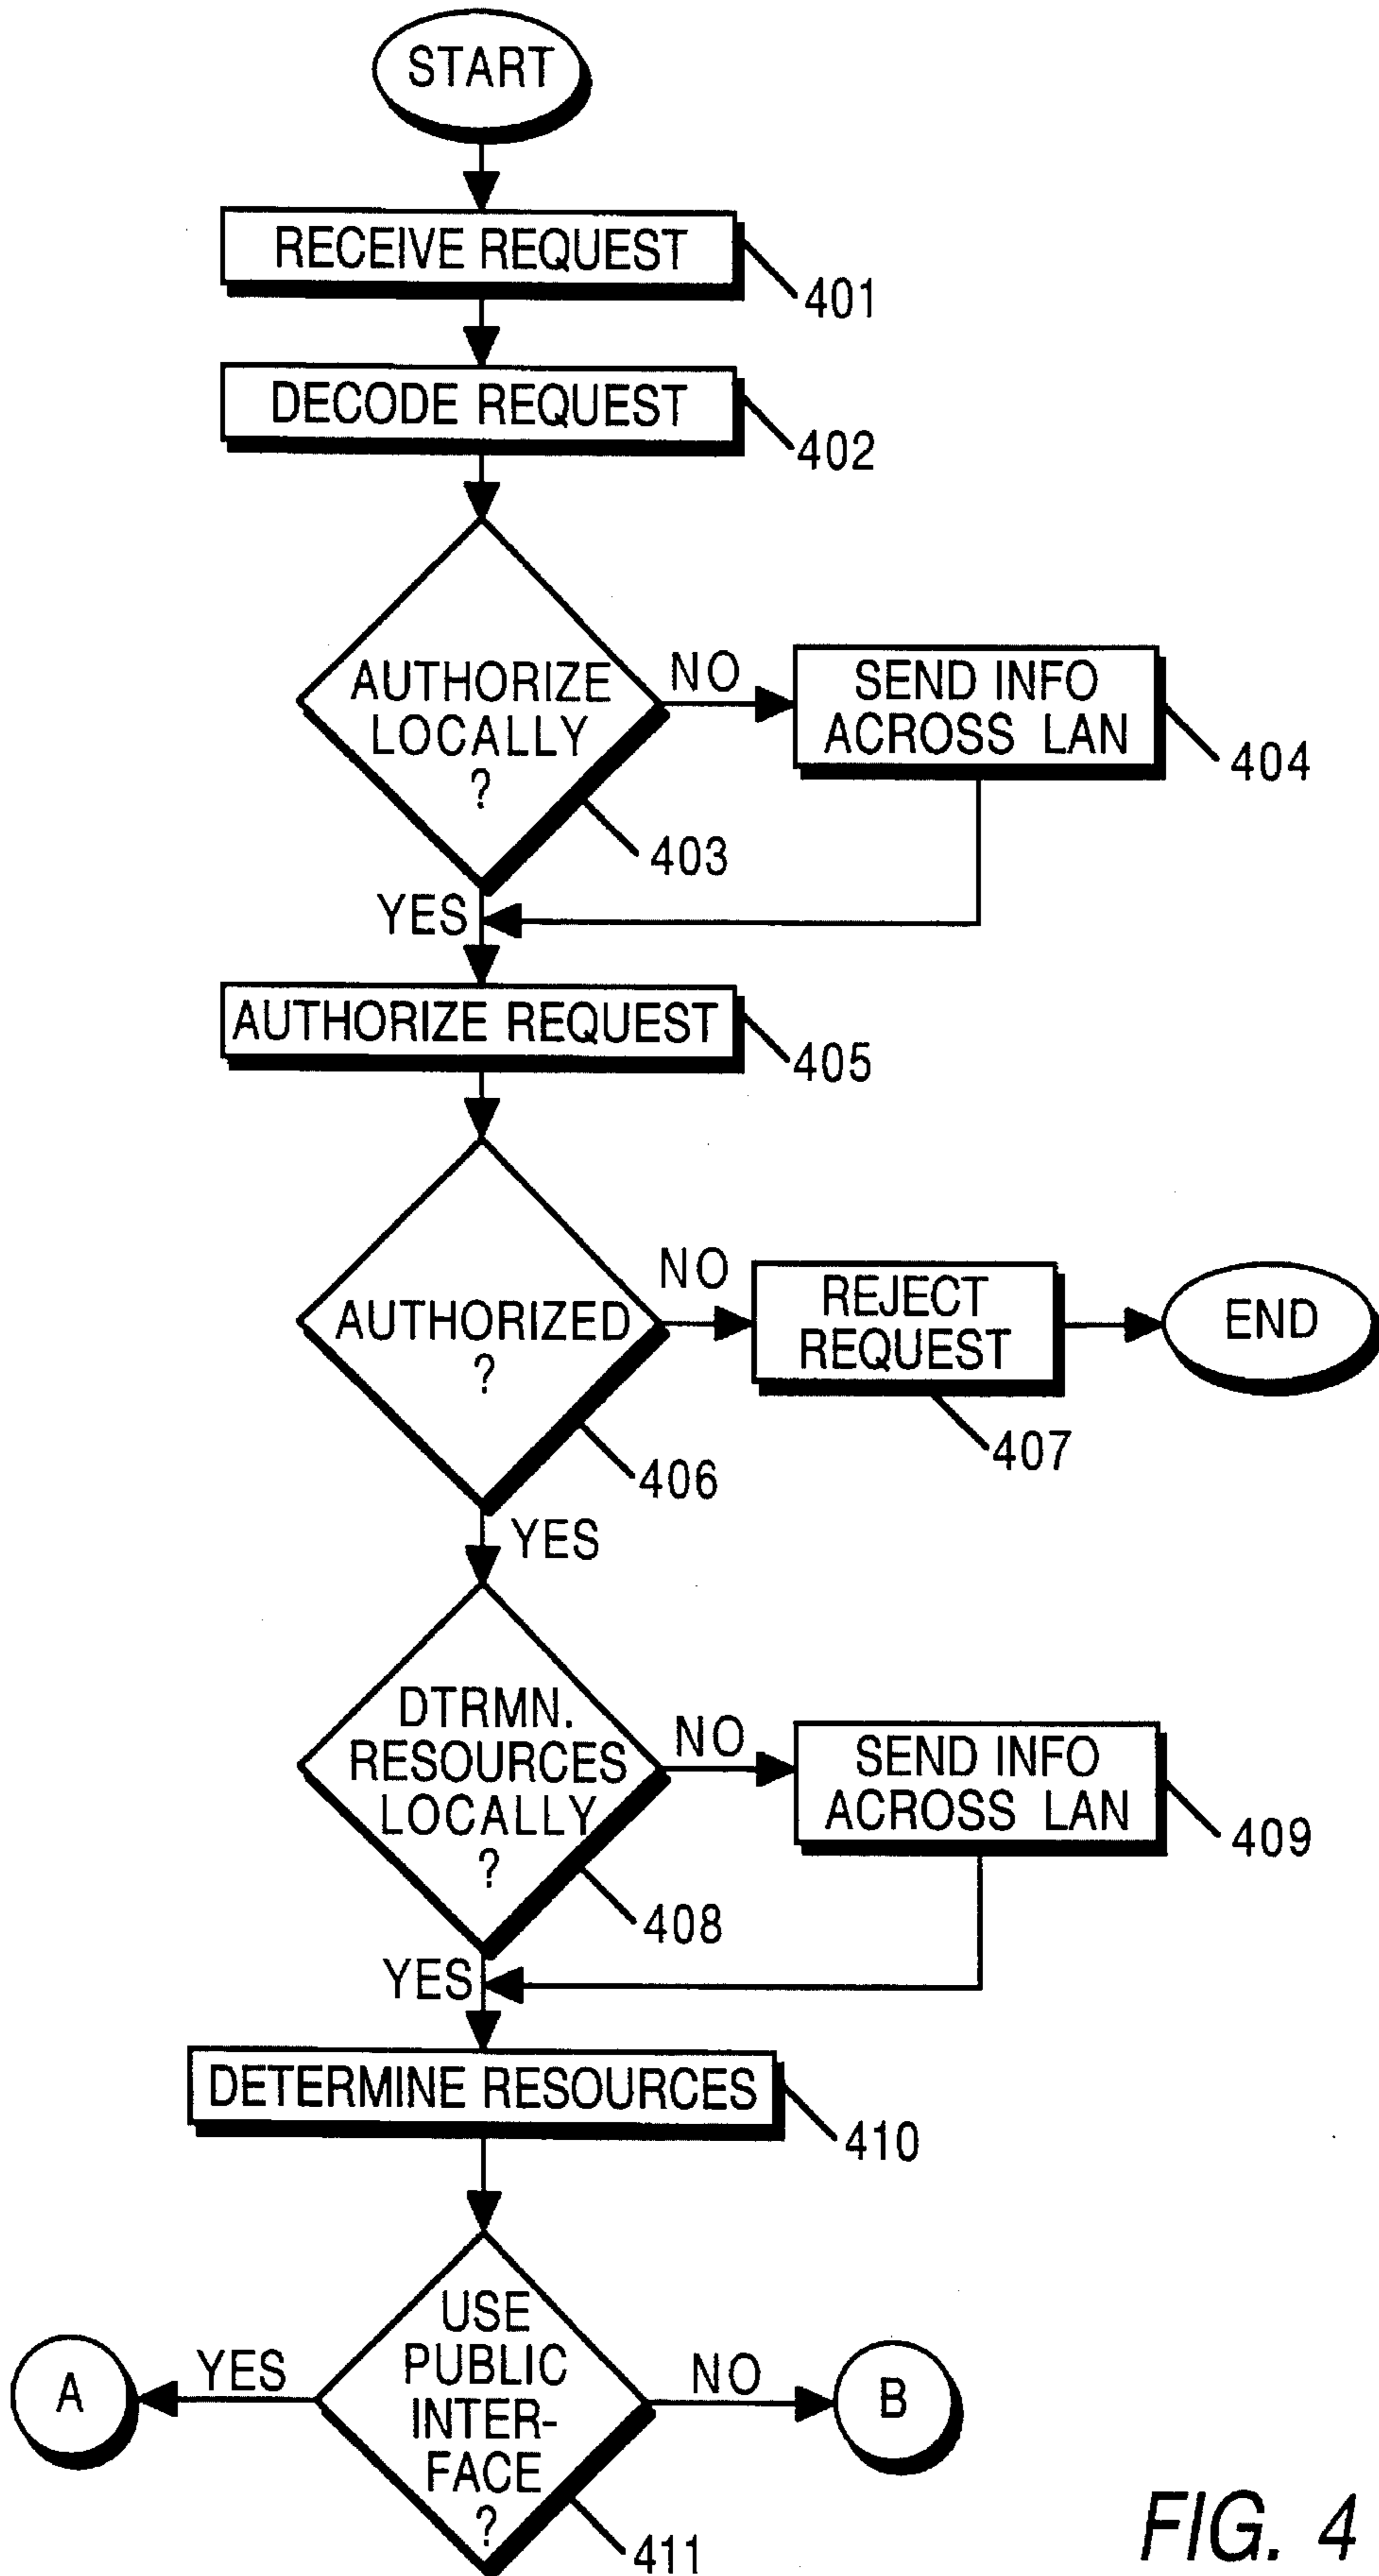 START
RECEIVE REQUEST
401
DECODE REQUEST
402
AUTHORIZE
LOCALLY
?
403
NO
SEND INFO
ACROSS LAN
404
YES
AUTHORIZE REQUEST
405
AUTHORIZED
?
406
NO
REJECT
REQUEST
407
END
YES
DTRMN.
RESOURCES
LOCALLY
?
408
NO
SEND INFO
ACROSS LAN
409
YES
DETERMINE RESOURCES
410
USE
PUBLIC
INTER-
FACE
?
411
YES
A
NO
B
FIG. 4